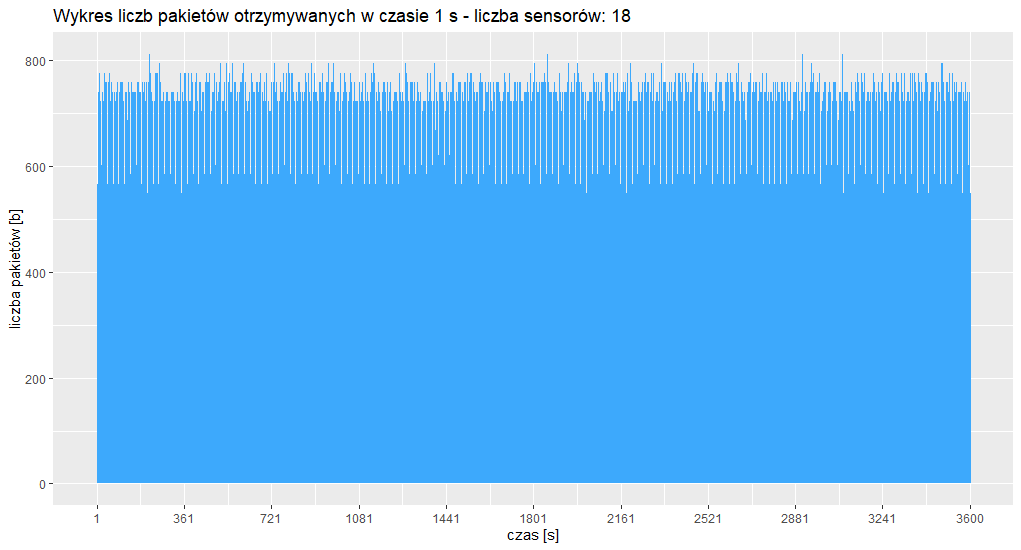 Wykres liczb pakietów otrzymywanych w czasie 1 s - liczba sensorów: 18
liczba pakietów [b]
800
600
400
200
0
1 361 721 1081 1441 1801 2161 2521 2881 3241 3600
czas [s]